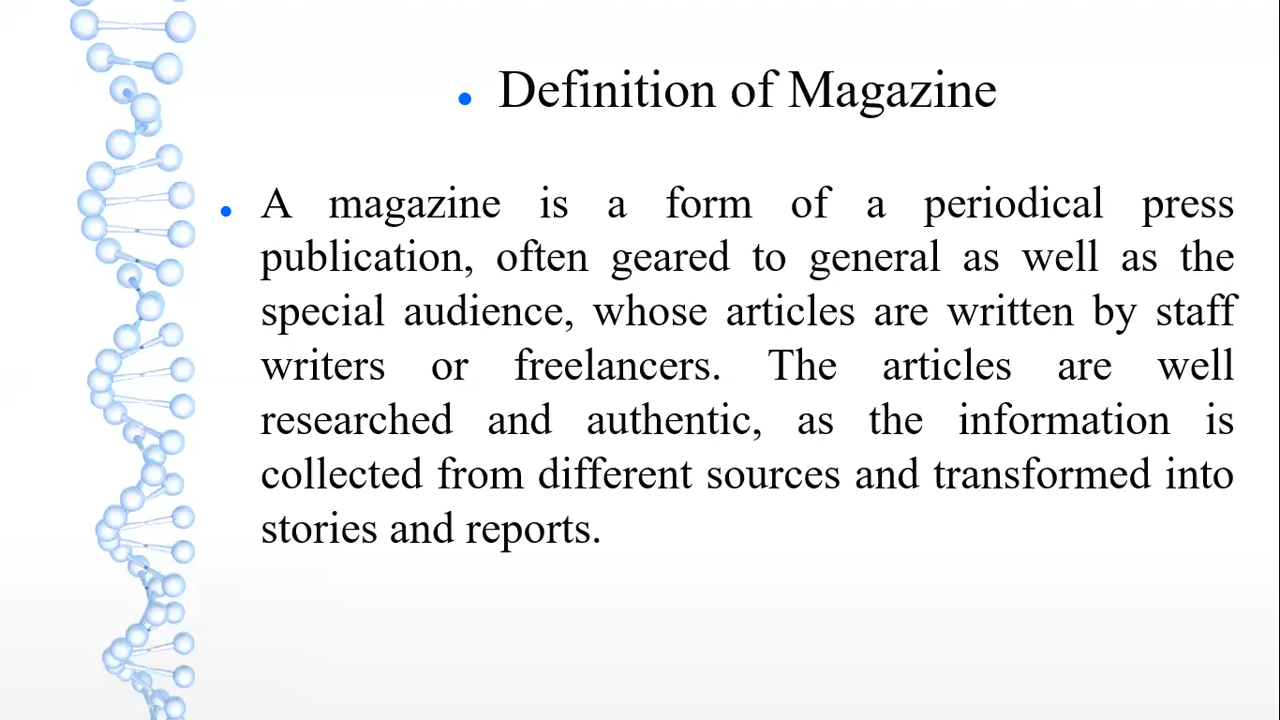 • Definition of Magazine
• A magazine is a form of a periodical press
publication, often geared to general as well as the
special audience, whose articles are written by staff
writers or freelancers. The articles are well
researched and authentic, as the information is
collected from different sources and transformed into
stories and reports.